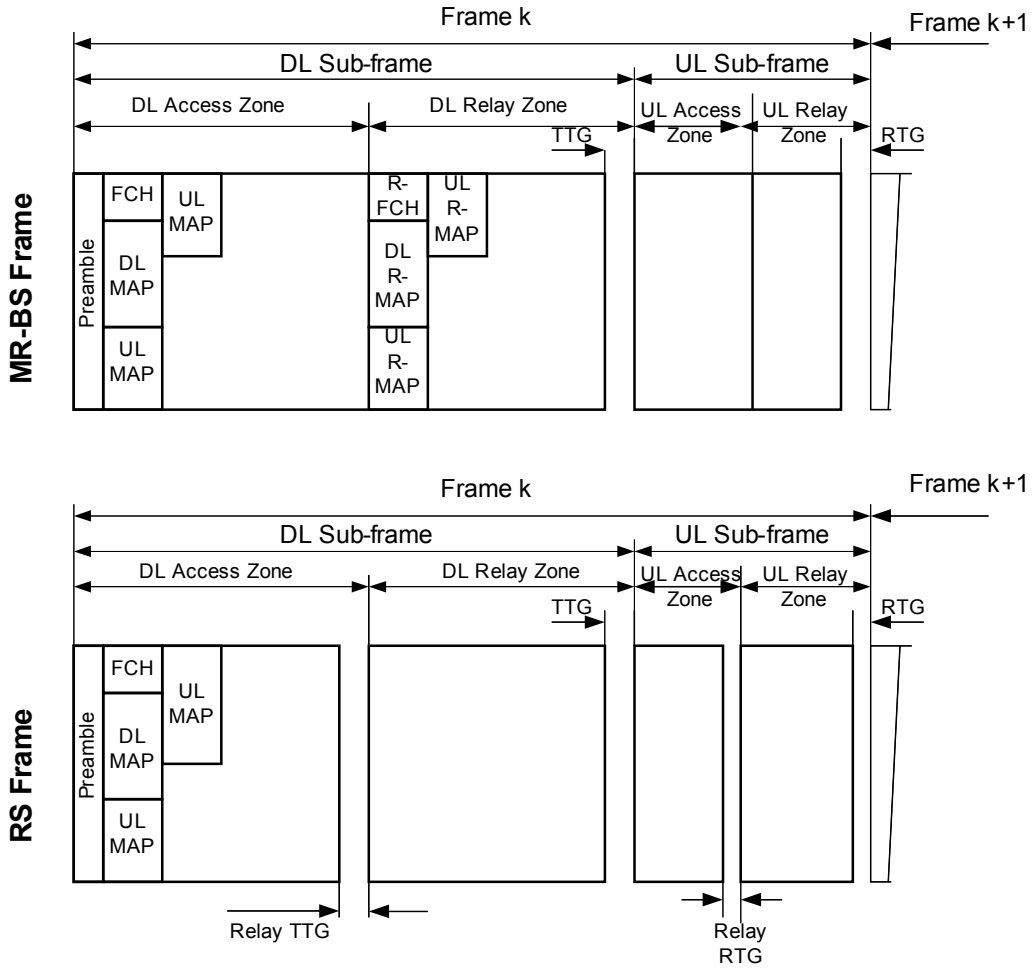 Frame k
Frame k+1
DL Sub-frame
UL Sub-frame
DL Access Zone
DL Relay Zone
UL Access
Zone
UL Relay
Zone
TTG
RTG
MR-BS Frame
Preamble
FCH
DL
MAP
UL
MAP
UL
MAP
R-
FCH
DL
R-
MAP
UL
R-
MAP
UL
R-
MAP
Frame k
Frame k+1
DL Sub-frame
UL Sub-frame
DL Access Zone
DL Relay Zone
UL Access
Zone
UL Relay
Zone
TTG
RTG
RS Frame
Preamble
FCH
DL
MAP
UL
MAP
UL
MAP
Relay TTG
Relay
RTG